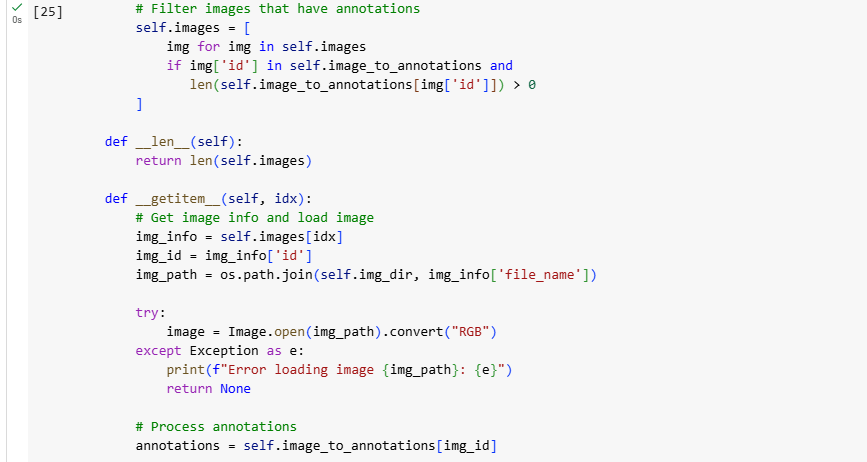 [25]
0s
        # Filter images that have annotations
        self.images = [
            img for img in self.images
            if img['id'] in self.image_to_annotations and
               len(self.image_to_annotations[img['id']]) > 0
        ]

    def __len__(self):
        return len(self.images)

    def __getitem__(self, idx):
        # Get image info and load image
        img_info = self.images[idx]
        img_id = img_info['id']
        img_path = os.path.join(self.img_dir, img_info['file_name'])

        try:
            image = Image.open(img_path).convert("RGB")
        except Exception as e:
            print(f"Error loading image {img_path}: {e}")
            return None

        # Process annotations
        annotations = self.image_to_annotations[img_id]